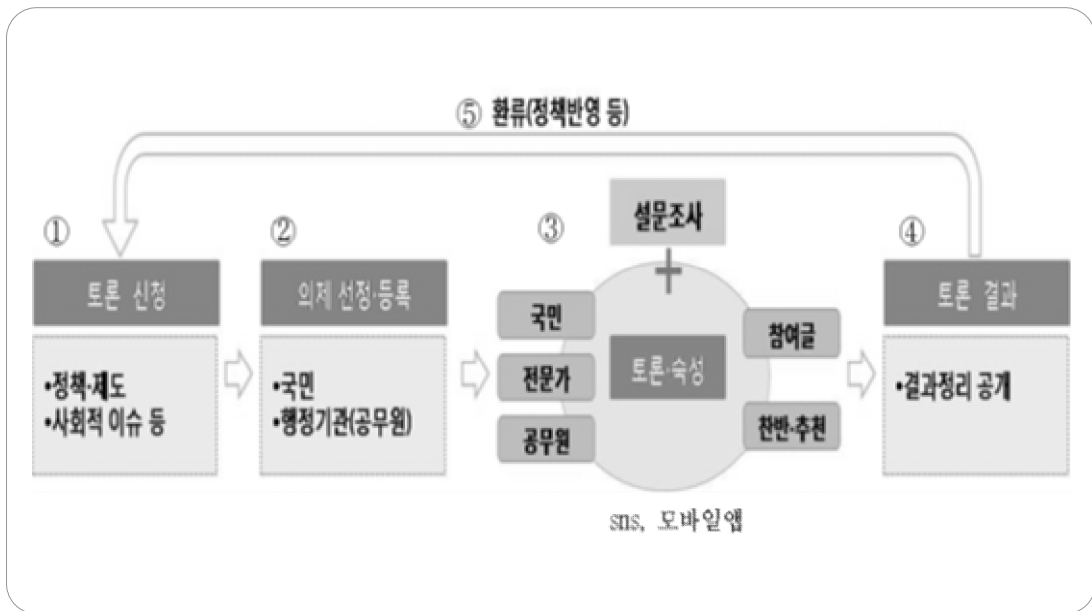 ⑤ 환류(정책반영 등)
①
토론 신청
•정책·제도
•사회적 이슈 등
②
의제 선정·등록
•국민
•행정기관(공무원)
③
설문조사
국민
전문가
공무원
토론·숙성
참여글
찬반·추천
sns, 모바일앱
④
토론 결과
•결과정리 공개